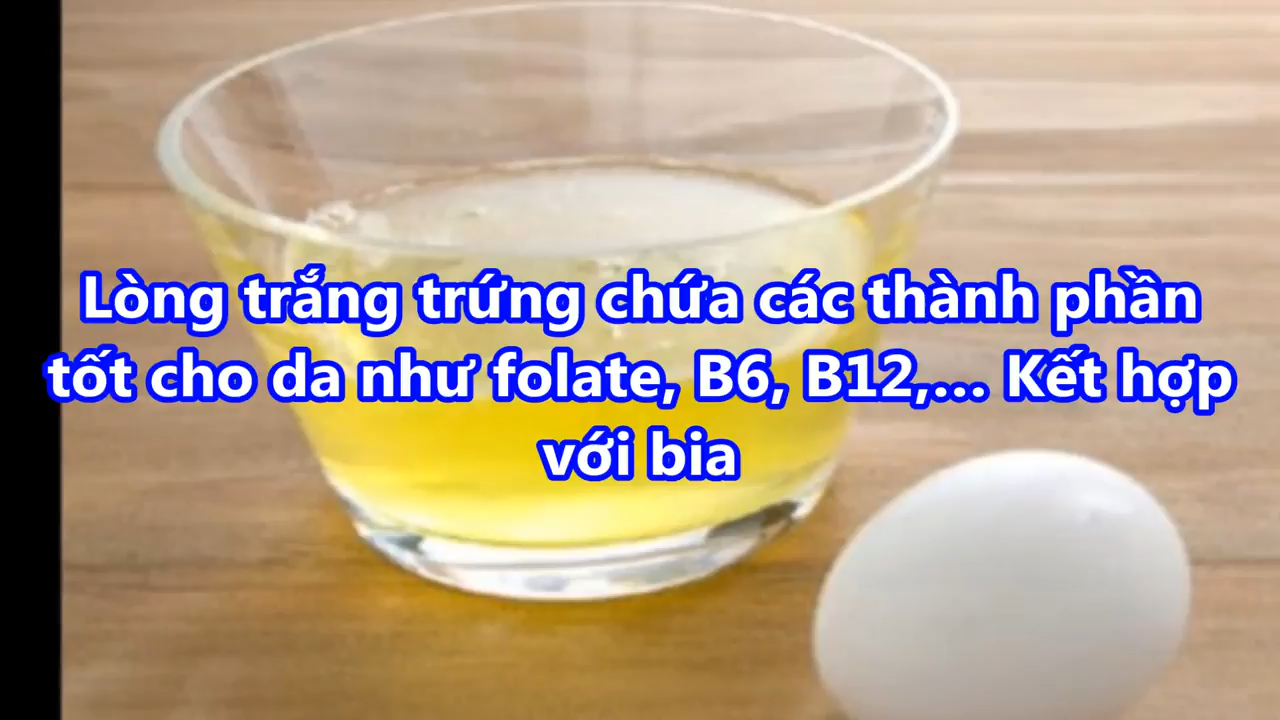 Lòng trắng trứng chứa các thành phần
tốt cho da như folate, B6, B12,... Kết hợp
với bia